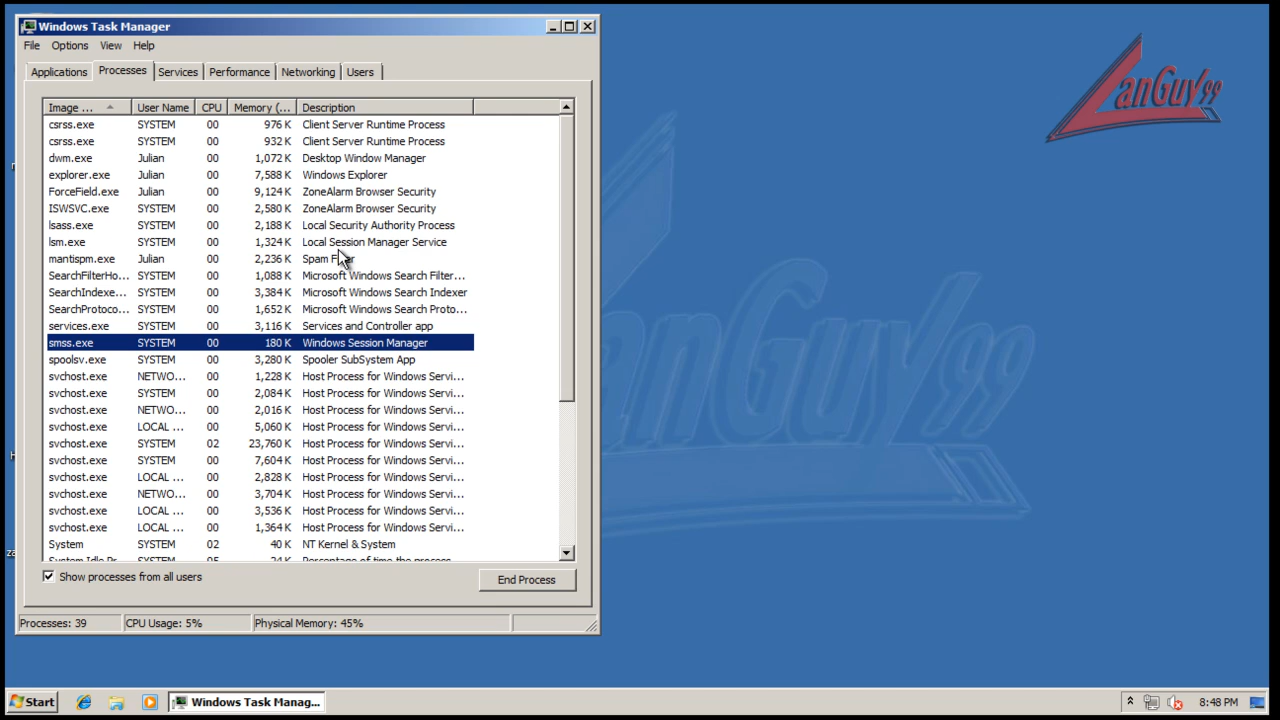 Windows Task Manager
File Options View Help
Applications Processes Services Performance Networking Users
Image ... User Name CPU Memory (... Description
csrss.exe SYSTEM 00 976 K Client Server Runtime Process
csrss.exe SYSTEM 00 932 K Client Server Runtime Process
dwm.exe Julian 00 1,072 K Desktop Window Manager
explorer.exe Julian 00 7,588 K Windows Explorer
ForceField.exe Julian 00 9,124 K ZoneAlarm Browser Security
ISWSVC.exe SYSTEM 00 2,580 K ZoneAlarm Browser Security
lsass.exe SYSTEM 00 2,188 K Local Security Authority Process
lsm.exe SYSTEM 00 1,324 K Local Session Manager Service
mantispm.exe Julian 00 2,236 K Spam
SearchFilterHo... SYSTEM 00 1,088 K Microsoft Windows Search Filter...
SearchIndexe... SYSTEM 00 3,384 K Microsoft Windows Search Indexer
SearchProtoco... SYSTEM 00 1,652 K Microsoft Windows Search Proto...
services.exe SYSTEM 00 3,116 K Services and Controller app
smss.exe SYSTEM 00 180 K Windows Session Manager
spoolsv.exe SYSTEM 00 3,280 K Spooler SubSystem App
svchost.exe NETWO... 00 1,228 K Host Process for Windows Servi...
svchost.exe SYSTEM 00 2,084 K Host Process for Windows Servi...
svchost.exe NETWO... 00 2,016 K Host Process for Windows Servi...
svchost.exe LOCAL ... 00 5,060 K Host Process for Windows Servi...
svchost.exe SYSTEM 02 23,760 K Host Process for Windows Servi...
svchost.exe SYSTEM 00 7,604 K Host Process for Windows Servi...
svchost.exe LOCAL ... 00 2,828 K Host Process for Windows Servi...
svchost.exe NETWO... 00 3,704 K Host Process for Windows Servi...
svchost.exe LOCAL ... 00 3,536 K Host Process for Windows Servi...
svchost.exe LOCAL ... 00 1,364 K Host Process for Windows Servi...
System SYSTEM 02 40 K NT Kernel & System
System Idle Pr... SYSTEM 95 24 K Percentage of time the process
Show processes from all users
End Process
Processes: 39 CPU Usage: 5% Physical Memory: 45%
LanGuy99
LanGuy99
Start Windows Task Manag... 8:48 PM